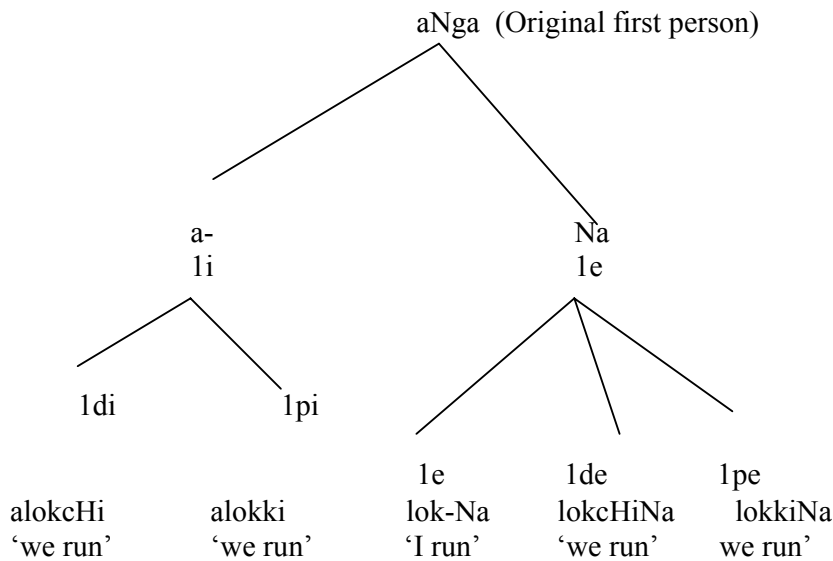 aNga (Original first person)
a- Na
1i 1e
1di 1pi
1e 1de 1pe
alokcHi alokki lok-Na lokcHiNa lokkiNa
‘we run’ ‘we run’ ‘I run’ ‘we run’ we run’